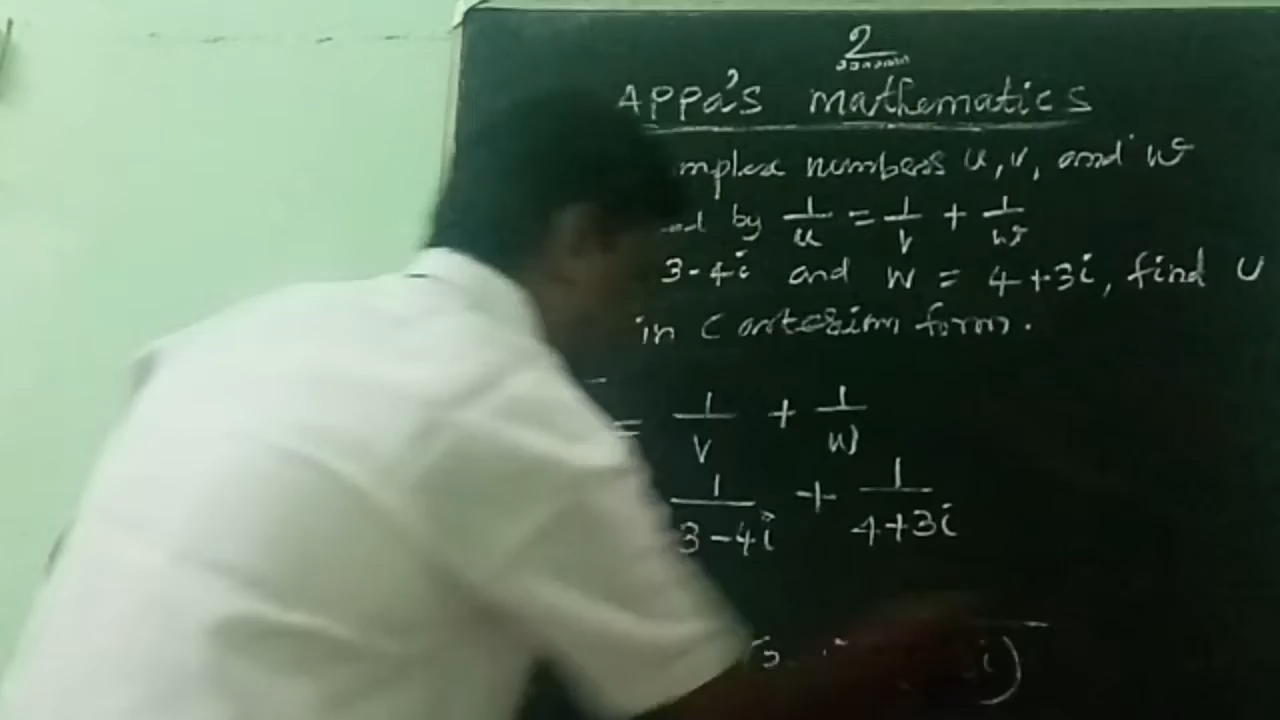 2
APPa's mathematics
mplex numbers u, v, and w
by 1/u = 1/v + 1/w
3-4i and w = 4+3i, find u
in Cartesian form.
= 1/v + 1/w
1/3-4i + 1/4+3i
i)